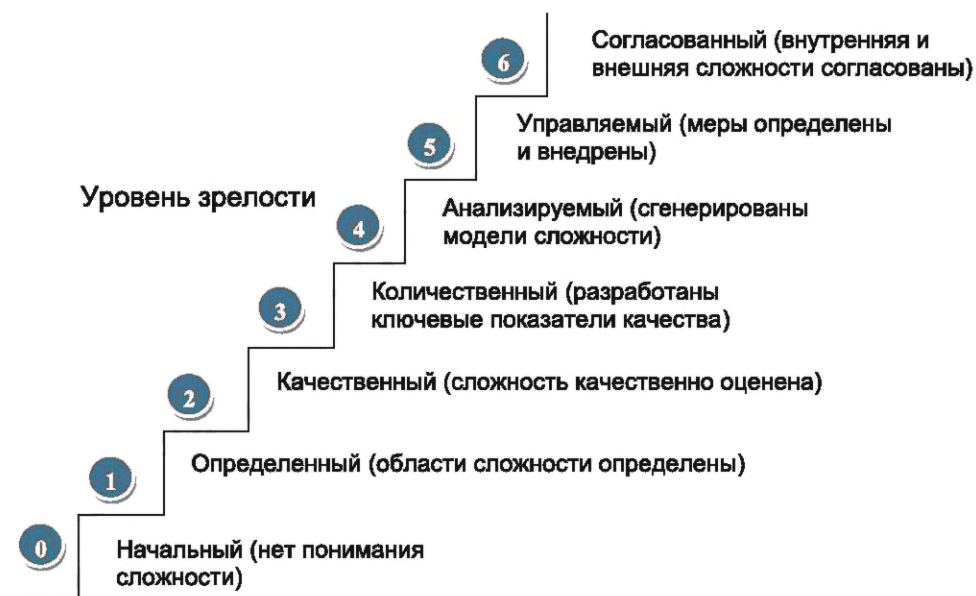 6
Согласованный (внутренняя и
внешняя сложности согласованы)
5
Управляемый (меры определены
и внедрены)
Уровень зрелости
4
Анализируемый (сгенерированы
модели сложности)
3
Количественный (разработаны
ключевые показатели качества)
2
Качественный (сложность качественно оценена)
1
Определенный (области сложности определены)
0
Начальный (нет понимания
сложности)